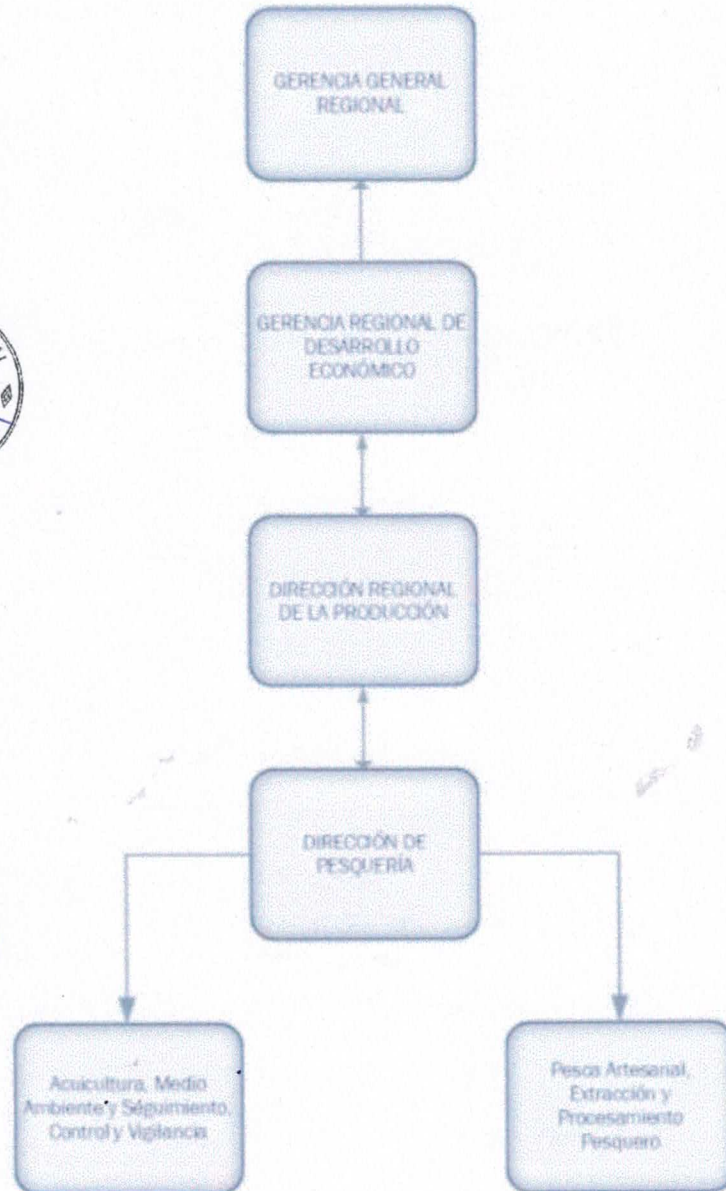 GERENCIA GENERAL
REGIONAL
GERENCIA REGIONAL DE
DESARROLLO
ECONÓMICO
DIRECCIÓN REGIONAL
DE LA PRODUCCIÓN
DIRECCIÓN DE
PESQUERÍA
Acuicultura, Medio
Ambiente y Seguimiento,
Control y Vigilancia
Pesca Artesanal,
Extracción y
Procesamiento
Pesquero